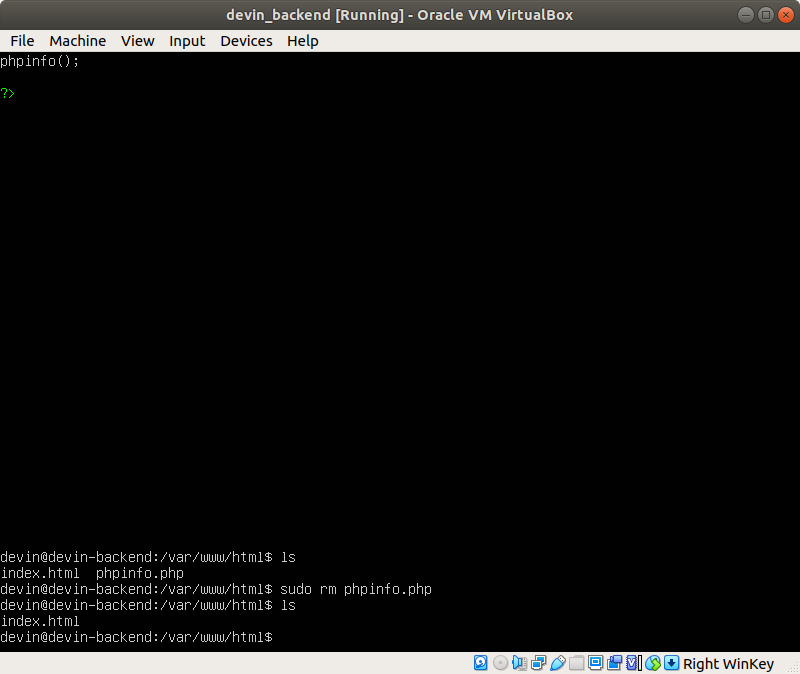 devin_backend [Running] - Oracle VM VirtualBox
File Machine View Input Devices Help
phpinfo();
?>
devin@devin-backend:/var/www/html$ ls
index.html  phpinfo.php
devin@devin-backend:/var/www/html$ sudo rm phpinfo.php
devin@devin-backend:/var/www/html$ ls
index.html
devin@devin-backend:/var/www/html$
Right WinKey